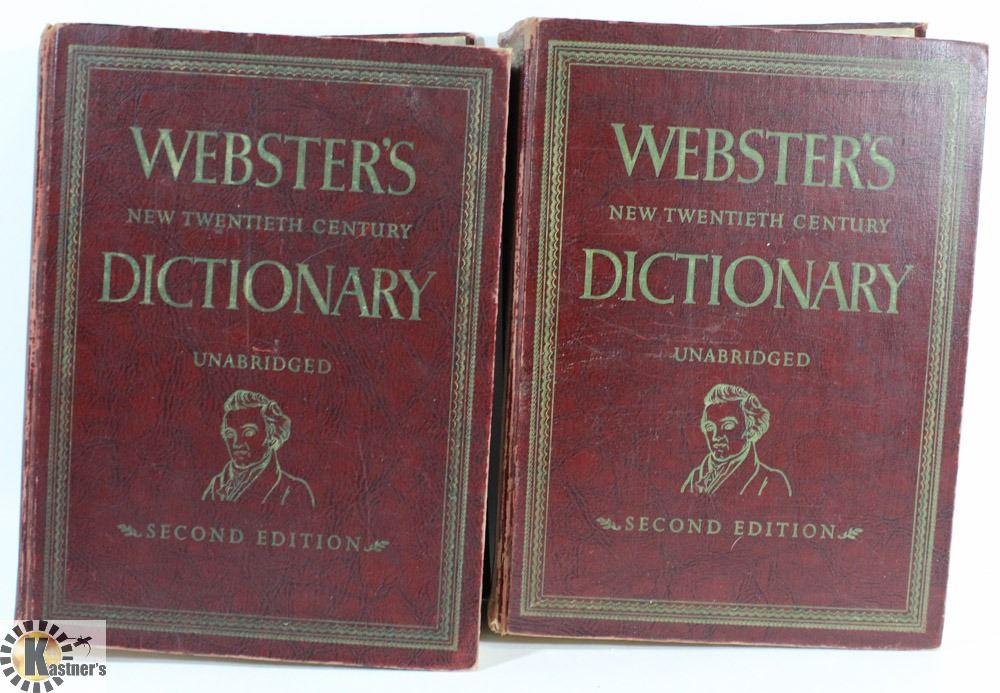 WEBSTER'S
NEW TWENTIETH CENTURY
DICTIONARY
UNABRIDGED
SECOND EDITION
WEBSTER'S
NEW TWENTIETH CENTURY
DICTIONARY
UNABRIDGED
SECOND EDITION
Kastner's